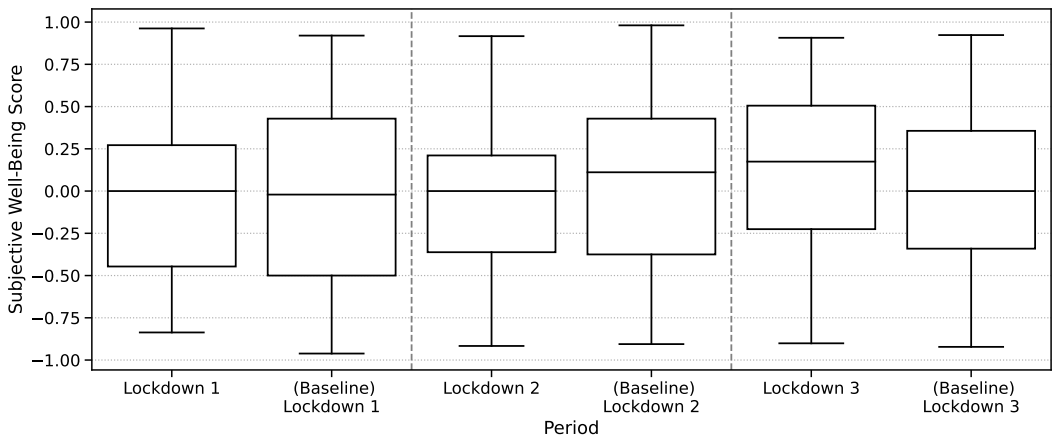 Subjective Well-Being Score
1.00
0.75
0.50
0.25
0.00
−0.25
−0.50
−0.75
−1.00
Lockdown 1
(Baseline)
Lockdown 1
Lockdown 2
(Baseline)
Lockdown 2
Lockdown 3
(Baseline)
Lockdown 3
Period